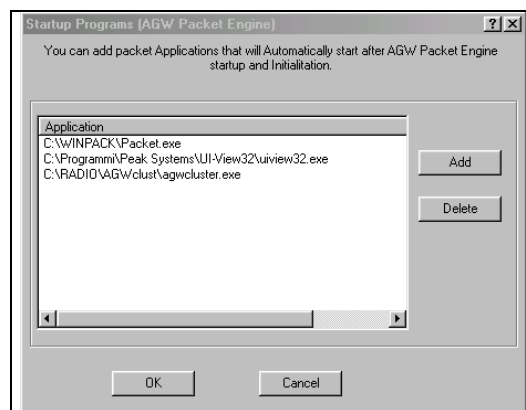 Startup Programs (AGW Packet Engine)
You can add packet Applications that will Automatically start after AGW Packet Engine
startup and Initialitation.
Application
C:\WINPACK\Packet.exe
C:\Programmi\Peak Systems\UI-View32\uiview32.exe
C:\RADIO\AGWclust\agwcluster.exe
Add
Delete
OK
Cancel